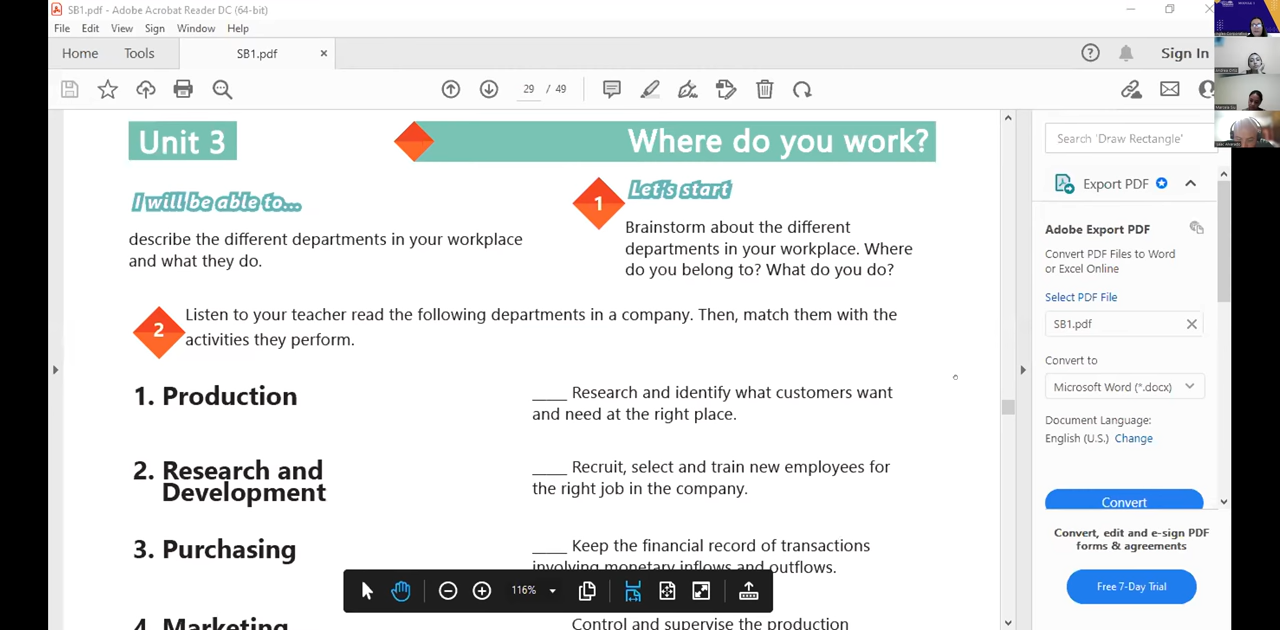 SB1.pdf - Adobe Acrobat Reader DC (64-bit)
File Edit View Sign Window Help
Home Tools SB1.pdf × Sign In
29 / 49
Unit 3
Where do you work?
I will be able to...
describe the different departments in your workplace
and what they do.
1
Let's start
Brainstorm about the different
departments in your workplace. Where
do you belong to? What do you do?
2
Listen to your teacher read the following departments in a company. Then, match them with the
activities they perform.
1. Production
____ Research and identify what customers want
and need at the right place.
2. Research and
Development
____ Recruit, select and train new employees for
the right job in the company.
3. Purchasing
____ Keep the financial record of transactions
involving monetary inflows and outflows.
4. Marketing
Control and supervise the production
116%
Search 'Draw Rectangle'
Export PDF
Adobe Export PDF
Convert PDF Files to Word
or Excel Online
Select PDF File
SB1.pdf
Convert to
Microsoft Word (*.docx)
Document Language:
English (U.S.) Change
Convert
Convert, edit and e-sign PDF
forms & agreements
Free 7-Day Trial